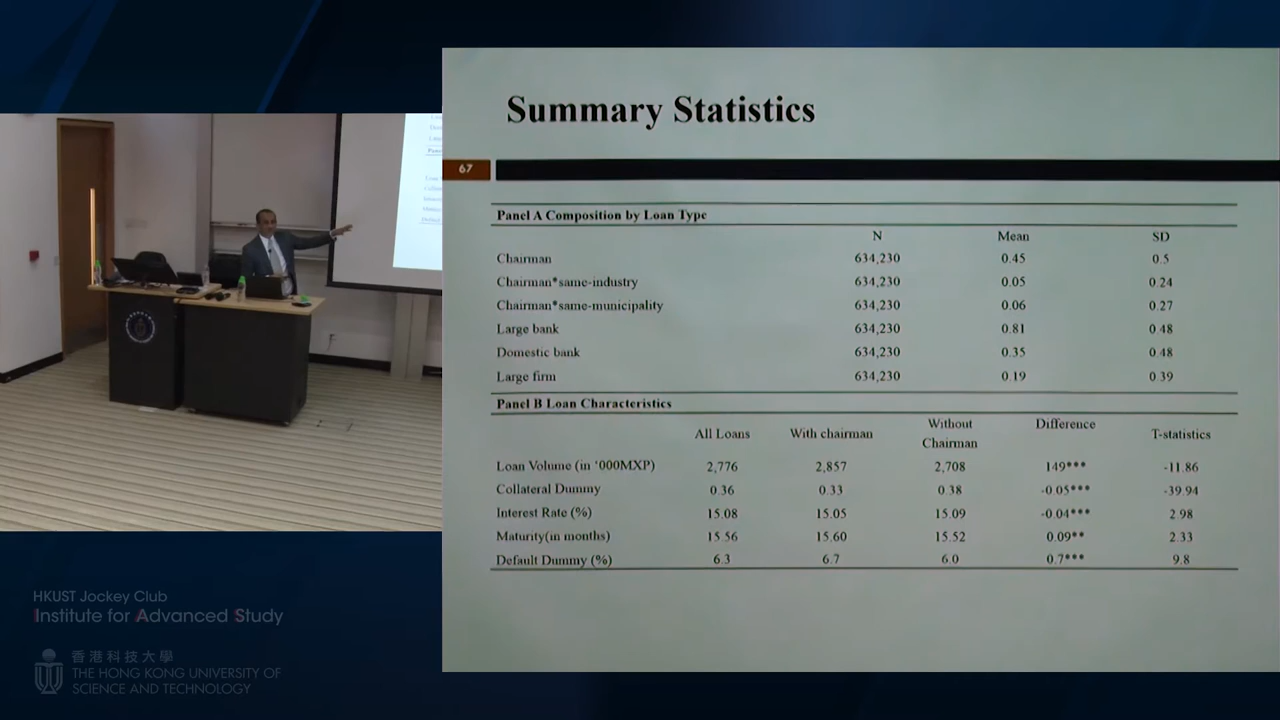 Summary Statistics
67
Panel A Composition by Loan Type
N Mean SD
Chairman 634,230 0.45 0.5
Chairman*same-industry 634,230 0.05 0.24
Chairman*same-municipality 634,230 0.06 0.27
Large bank 634,230 0.81 0.48
Domestic bank 634,230 0.35 0.48
Large firm 634,230 0.19 0.39
Panel B Loan Characteristics
All Loans With chairman Without Chairman Difference T-statistics
Loan Volume (in ‘000MXP) 2,776 2,857 2,708 149*** -11.86
Collateral Dummy 0.36 0.33 0.38 -0.05*** -39.94
Interest Rate (%) 15.08 15.05 15.09 -0.04*** 2.98
Maturity(in months) 15.56 15.60 15.52 0.09** 2.33
Default Dummy (%) 6.3 6.7 6.0 0.7*** 9.8
HKUST Jockey Club
Institute for Advanced Study
香港科技大學
THE HONG KONG UNIVERSITY OF
SCIENCE AND TECHNOLOGY